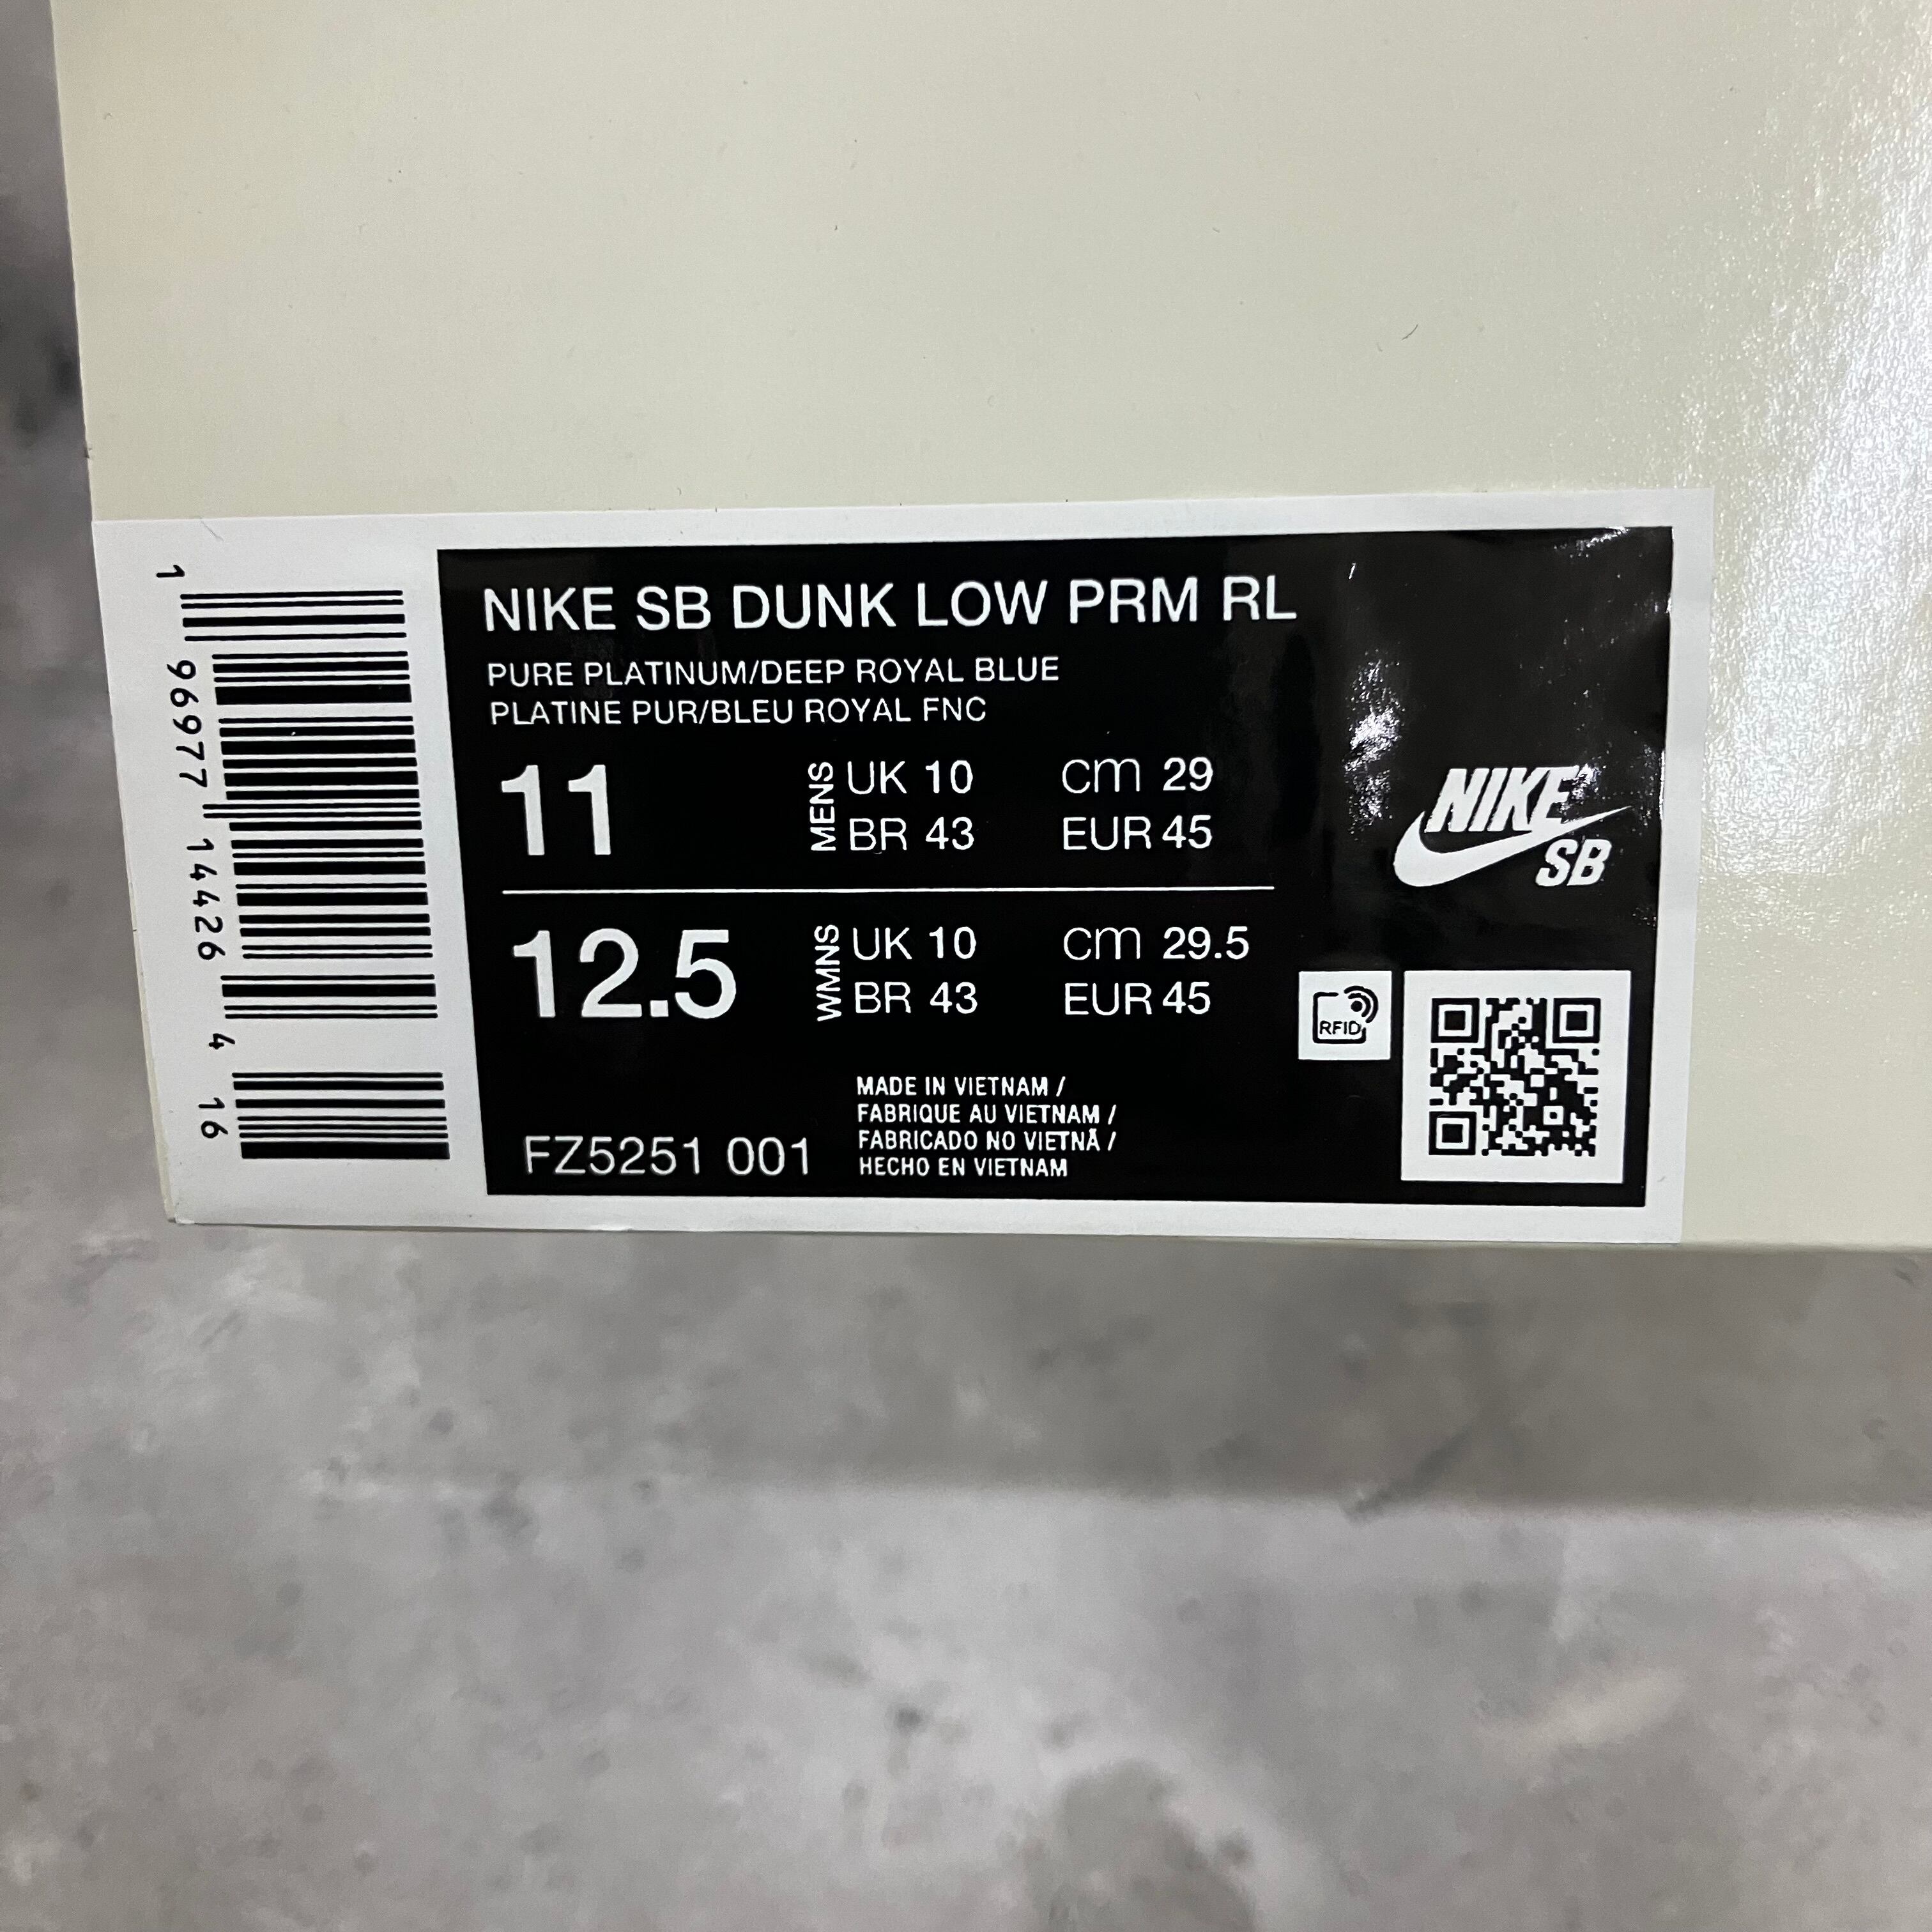 NIKE SB DUNK LOW PRM RL
PURE PLATINUM/DEEP ROYAL BLUE
PLATINE PUR/BLEU ROYAL FNC
11 MENS UK 10 cm 29
BR 43 EUR 45
12.5 WMNS UK 10 cm 29.5
BR 43 EUR 45
NIKE
SB
RFID
MADE IN VIETNAM /
FABRIQUE AU VIETNAM /
FABRICADO NO VIETNÃ /
HECHO EN VIETNAM
FZ5251 001
1 96977 14426 4 16